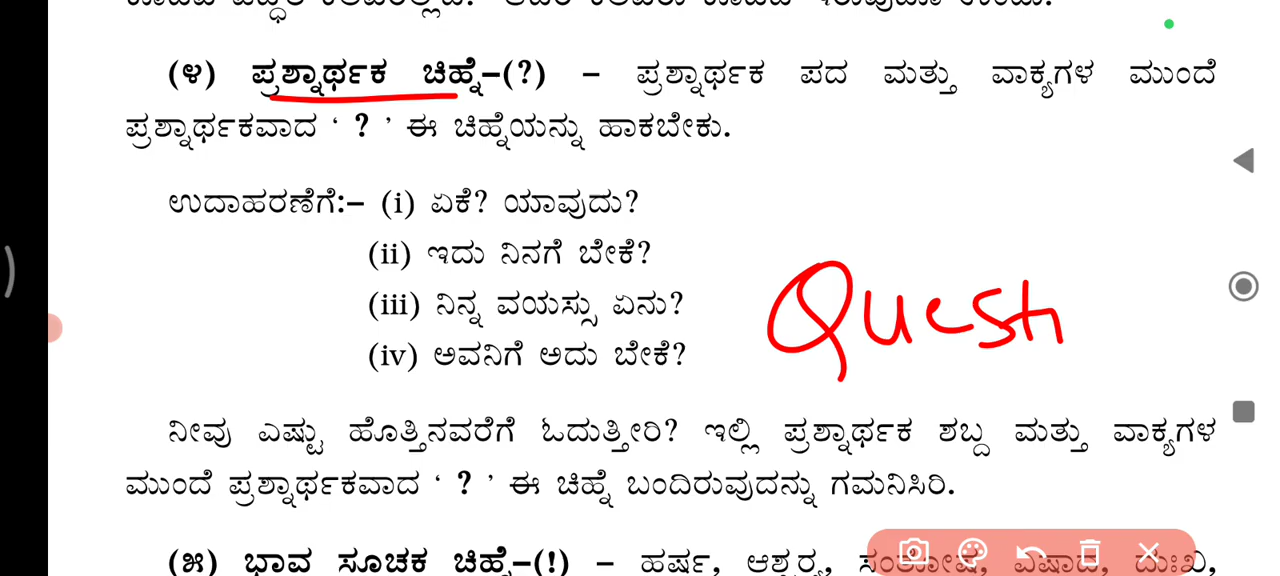 (೪) ಪ್ರಶ್ನಾರ್ಥಕ ಚಿಹ್ನೆ–(?) – ಪ್ರಶ್ನಾರ್ಥಕ ಪದ ಮತ್ತು ವಾಕ್ಯಗಳ ಮುಂದೆ
ಪ್ರಶ್ನಾರ್ಥಕವಾದ ‘ ? ’ ಈ ಚಿಹ್ನೆಯನ್ನು ಹಾಕಬೇಕು.
ಉದಾಹರಣೆಗೆ:– (i) ಏಕೆ? ಯಾವುದು?
(ii) ಇದು ನಿನಗೆ ಬೇಕೆ?
(iii) ನಿನ್ನ ವಯಸ್ಸು ಏನು?
(iv) ಅವನಿಗೆ ಅದು ಬೇಕೆ?
Questi
ನೀವು ಎಷ್ಟು ಹೊತ್ತಿನವರೆಗೆ ಓದುತ್ತೀರಿ? ಇಲ್ಲಿ ಪ್ರಶ್ನಾರ್ಥಕ ಶಬ್ದ ಮತ್ತು ವಾಕ್ಯಗಳ
ಮುಂದೆ ಪ್ರಶ್ನಾರ್ಥಕವಾದ ‘ ? ’ ಈ ಚಿಹ್ನೆ ಬಂದಿರುವುದನ್ನು ಗಮನಿಸಿರಿ.
(೫) ಭಾವ ಸೂಚಕ ಚಿಹ್ನೆ–(!) – ಹರ್ಷ, ಆಶ್ಚರ್ಯ, ಸಂತೋಷ, ವಿಷಾದ, ದುಃಖ,